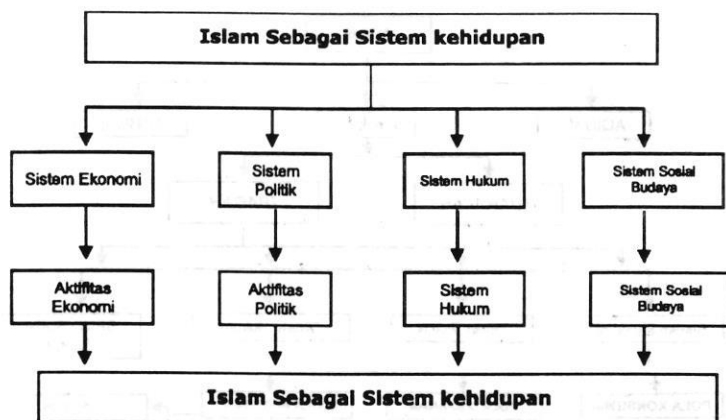 Islam Sebagai Sistem kehidupan
Sistem Ekonomi
Sistem
Politik
Sistem Hukum
Sistem Sosial
Budaya
Aktifitas
Ekonomi
Aktifitas
Politik
Sistem
Hukum
Sistem Sosial
Budaya
Islam Sebagai Sistem kehidupan